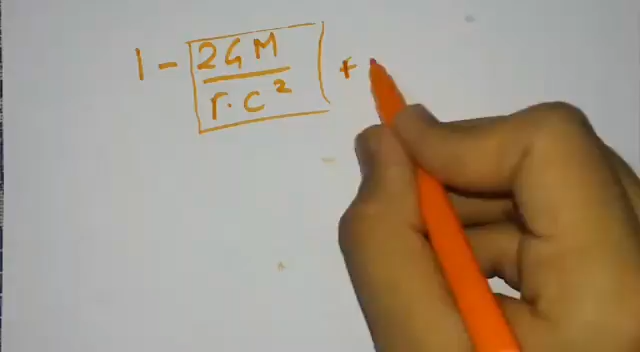 1 - 2GM / r.c² +